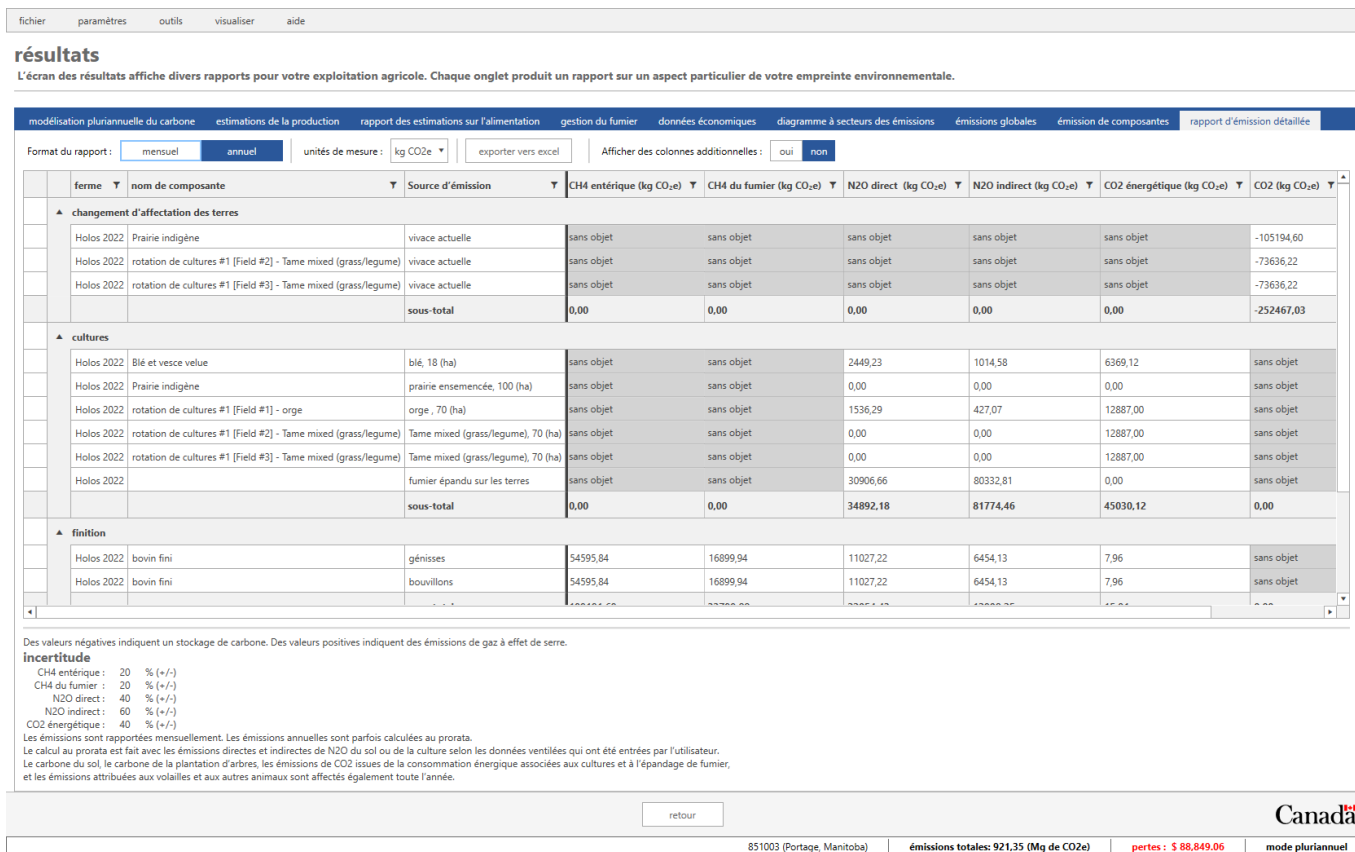 fichier paramètres outils visualiser aide
résultats
L'écran des résultats affiche divers rapports pour votre exploitation agricole. Chaque onglet produit un rapport sur un aspect particulier de votre empreinte environnementale.
modélisation pluriannuelle du carbone estimations de la production rapport des estimations sur l'alimentation gestion du fumier données économiques diagramme à secteurs des émissions émissions globales émission de composantes rapport d'émission détaillée
Format du rapport : mensuel annuel unités de mesure : kg CO2e exporter vers excel Afficher des colonnes additionnelles : oui non
ferme nom de composante Source d'émission CH4 entérique (kg CO₂e) CH4 du fumier (kg CO₂e) N2O direct (kg CO₂e) N2O indirect (kg CO₂e) CO2 énergétique (kg CO₂e) CO2 (kg CO₂e)
changement d'affectation des terres
Holos 2022 Prairie indigène vivace actuelle sans objet sans objet sans objet sans objet sans objet -105194,60
Holos 2022 rotation de cultures #1 [Field #2] - Tame mixed (grass/legume) vivace actuelle sans objet sans objet sans objet sans objet sans objet -73636,22
Holos 2022 rotation de cultures #1 [Field #3] - Tame mixed (grass/legume) vivace actuelle sans objet sans objet sans objet sans objet sans objet -73636,22
sous-total 0,00 0,00 0,00 0,00 0,00 -252467,03
cultures
Holos 2022 Blé et vesce velue blé, 18 (ha) sans objet sans objet 2449,23 1014,58 6369,12 sans objet
Holos 2022 Prairie indigène prairie ensemencée, 100 (ha) sans objet sans objet 0,00 0,00 0,00 sans objet
Holos 2022 rotation de cultures #1 [Field #1] - orge orge , 70 (ha) sans objet sans objet 1536,29 427,07 12887,00 sans objet
Holos 2022 rotation de cultures #1 [Field #2] - Tame mixed (grass/legume) Tame mixed (grass/legume), 70 (ha) sans objet sans objet 0,00 0,00 12887,00 sans objet
Holos 2022 rotation de cultures #1 [Field #3] - Tame mixed (grass/legume) Tame mixed (grass/legume), 70 (ha) sans objet sans objet 0,00 0,00 12887,00 sans objet
Holos 2022 fumier épandu sur les terres sans objet sans objet 30906,66 80332,81 0,00 sans objet
sous-total 0,00 0,00 34892,18 81774,46 45030,12 0,00
finition
Holos 2022 bovin fini génisses 54595,84 16899,94 11027,22 6454,13 7,96 sans objet
Holos 2022 bovin fini bouvillons 54595,84 16899,94 11027,22 6454,13 7,96 sans objet
Des valeurs négatives indiquent un stockage de carbone. Des valeurs positives indiquent des émissions de gaz à effet de serre.
incertitude
CH4 entérique : 20 % (+/-)
CH4 du fumier : 20 % (+/-)
N2O direct : 40 % (+/-)
N2O indirect : 60 % (+/-)
CO2 énergétique : 40 % (+/-)
Les émissions sont rapportées mensuellement. Les émissions annuelles sont parfois calculées au prorata.
Le calcul au prorata est fait avec les émissions directes et indirectes de N2O du sol ou de la culture selon les données ventilées qui ont été entrées par l'utilisateur.
Le carbone du sol, le carbone de la plantation d'arbres, les émissions de CO2 issues de la consommation énergique associées aux cultures et à l'épandage de fumier,
et les émissions attribuées aux volailles et aux autres animaux sont affectés également toute l'année.
retour
Canada
851003 (Portage, Manitoba) émissions totales: 921,35 (Mg de CO2e) pertes : $ 88,849.06 mode pluriannuel